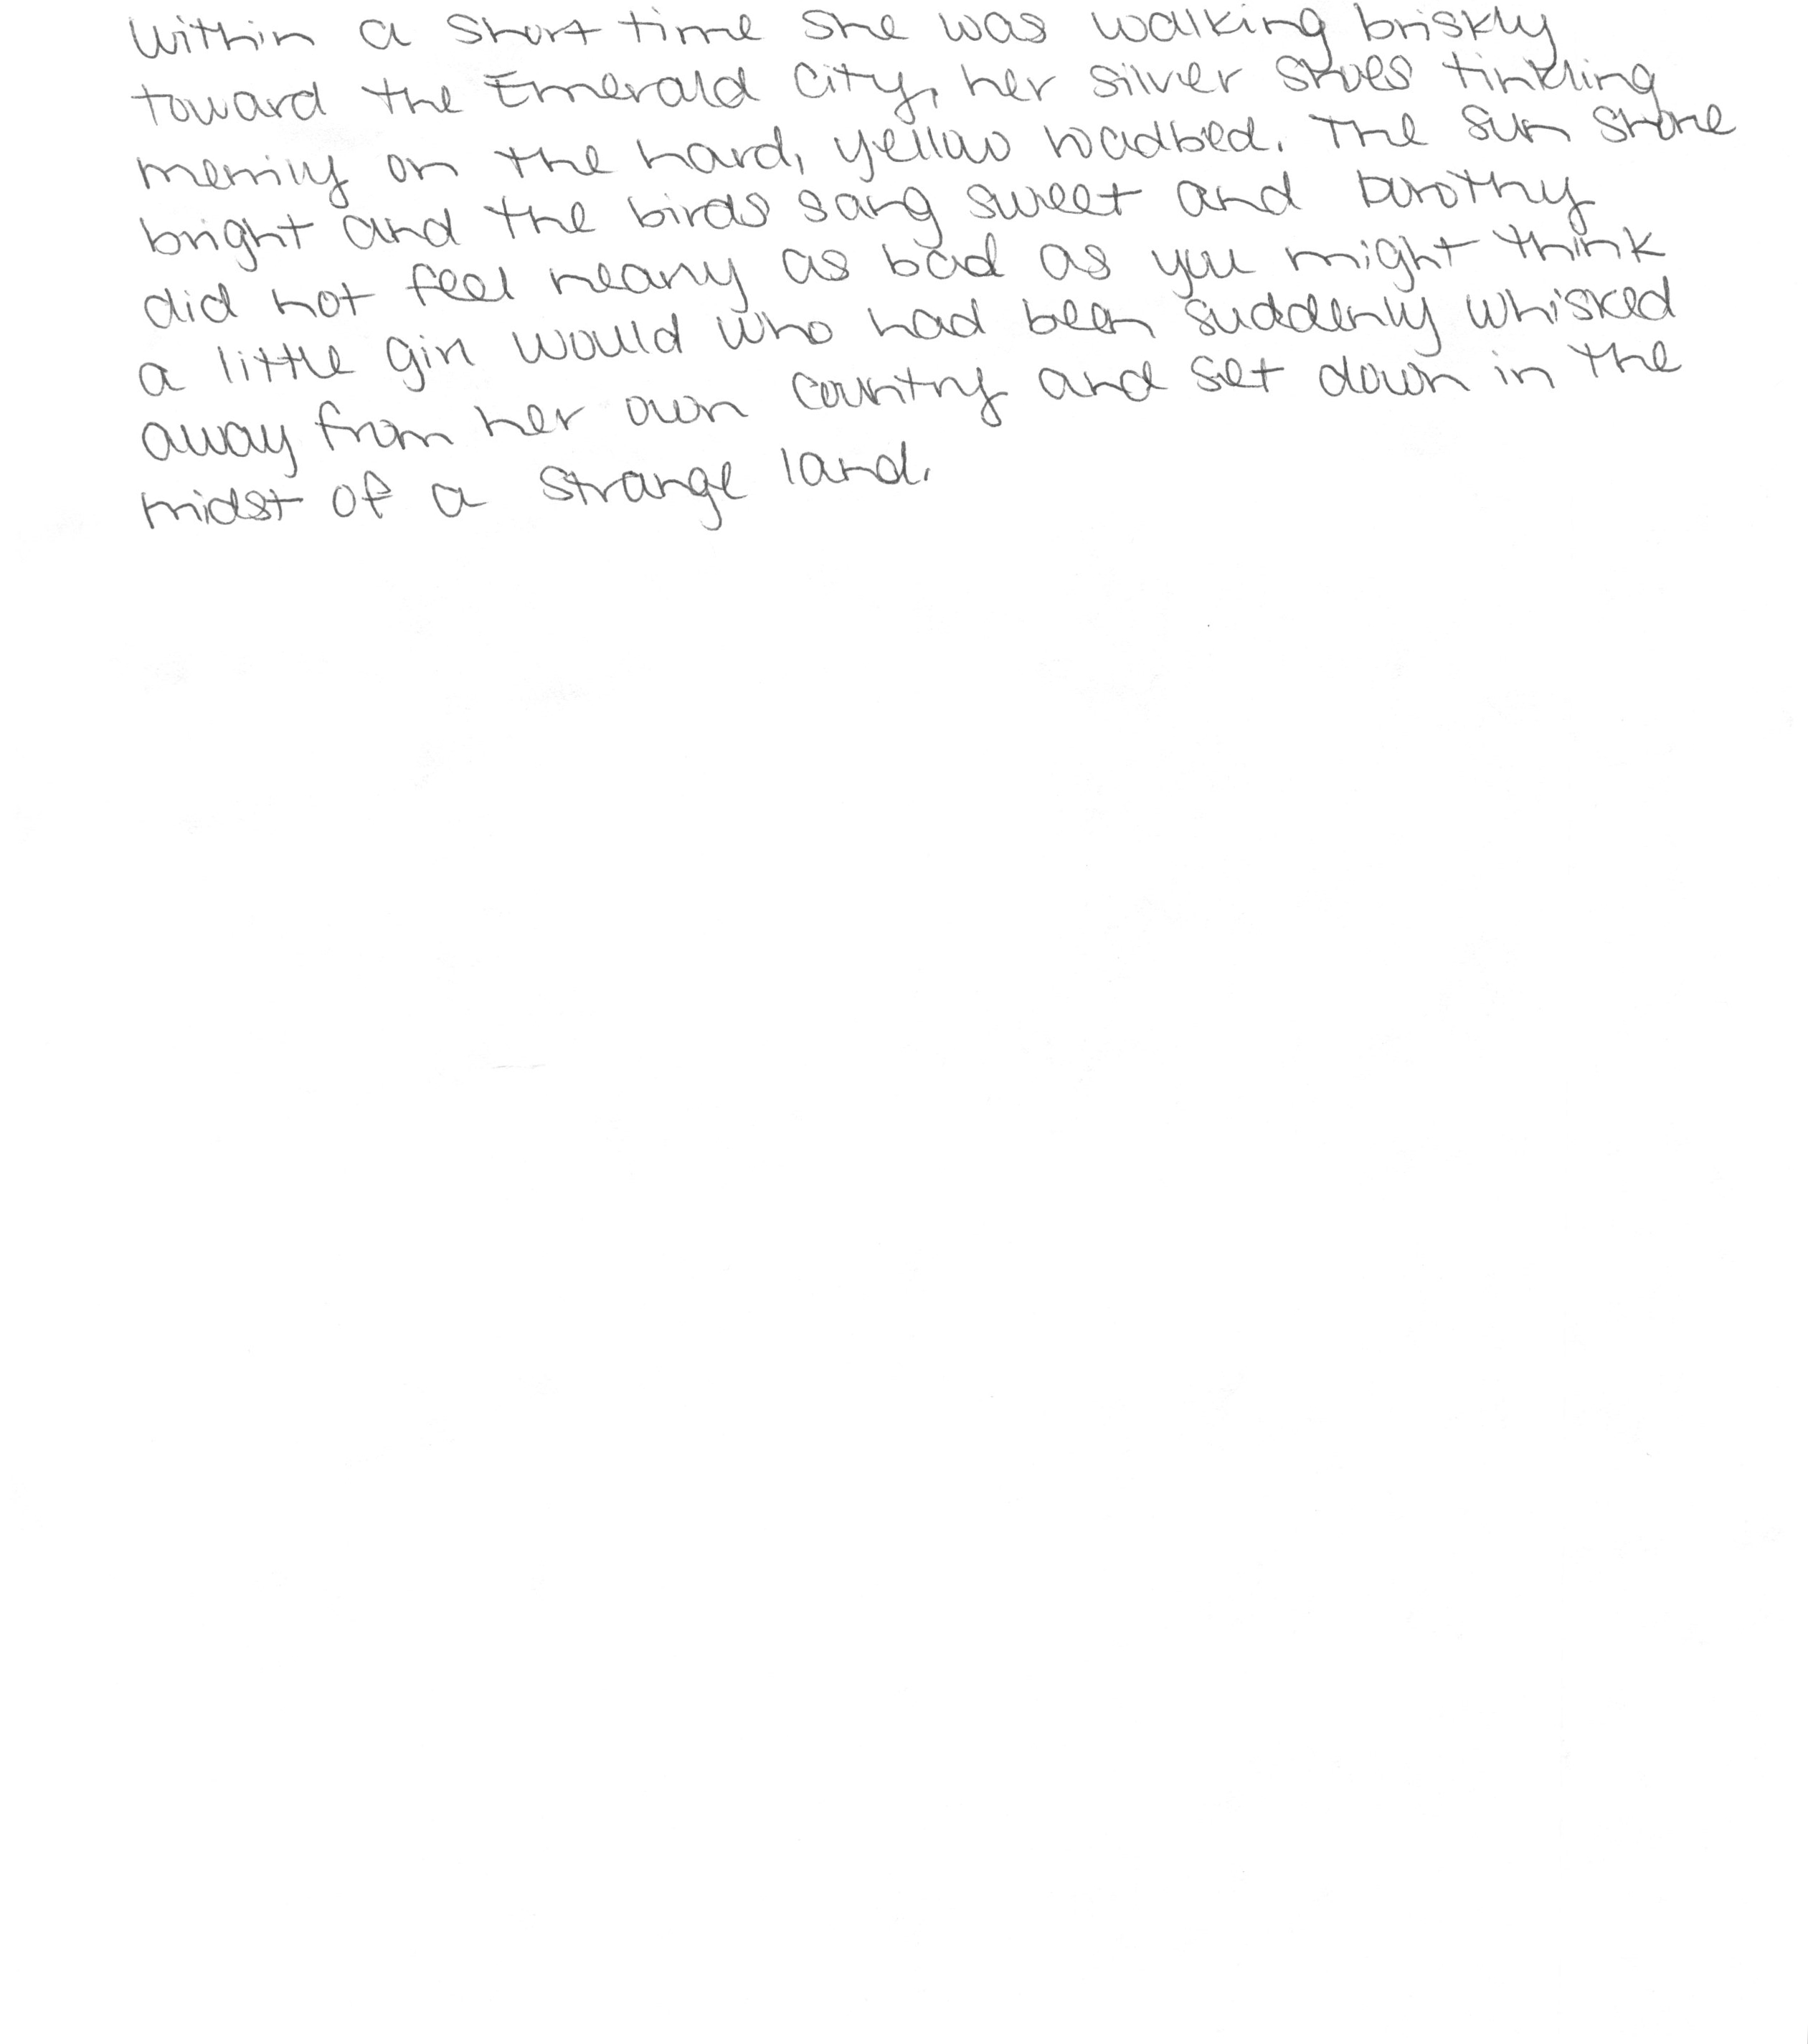 Within a short time she was walking briskly
toward the Emerald City, her silver shoes tinkling
merrily on the hard, yellow roadbed. The sun shone
bright and the birds sang sweet and Dorothy
did not feel nearly as bad as you might think
a little girl would who had been suddenly whisked
away from her own country and set down in the
midst of a strange land.